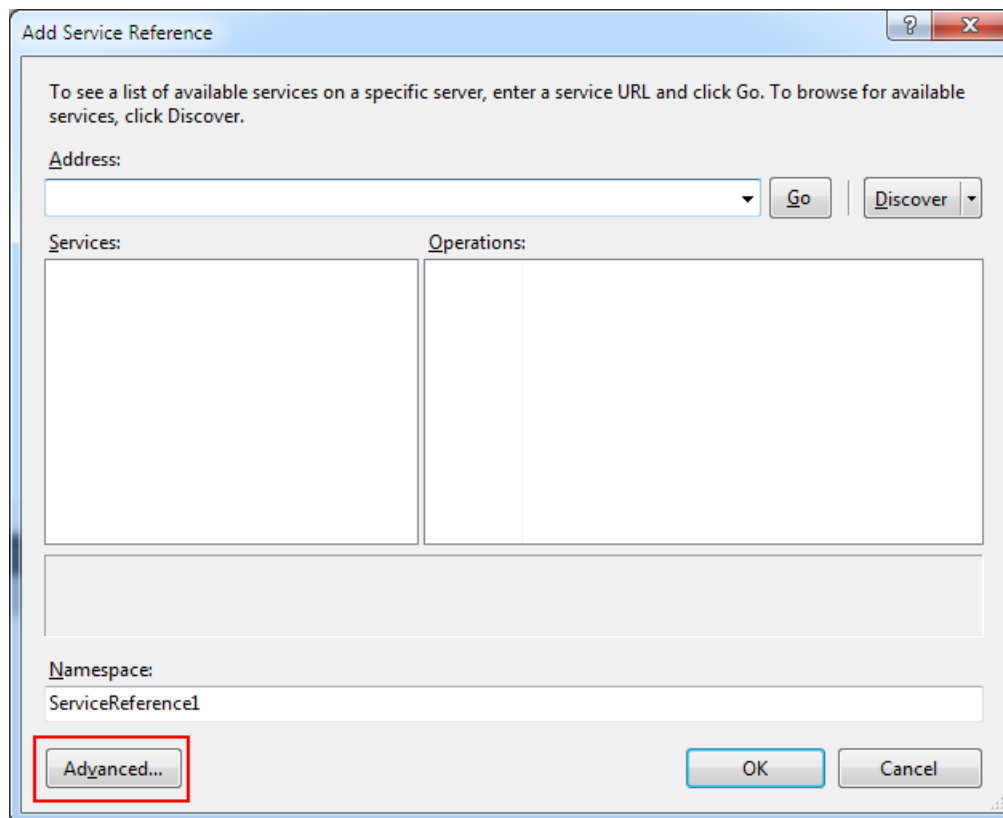 Add Service Reference
To see a list of available services on a specific server, enter a service URL and click Go. To browse for available
services, click Discover.
Address:
Go
Discover
Services:
Operations:
Namespace:
ServiceReference1
Advanced...
OK
Cancel